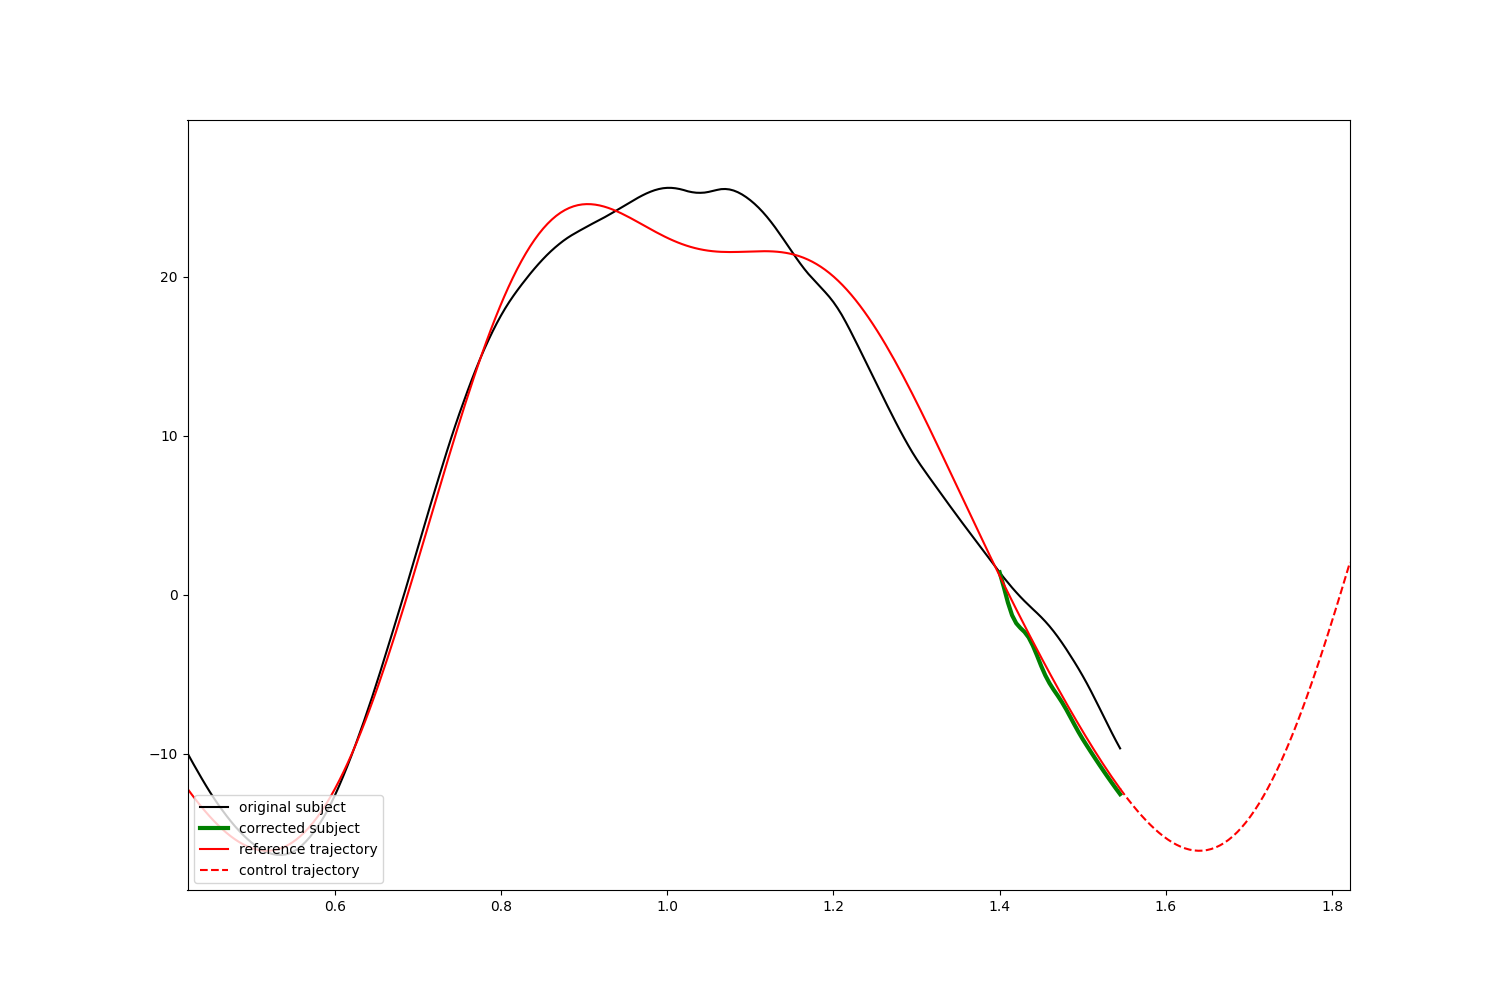 20
10
0
−10
original subject
corrected subject
reference trajectory
control trajectory
0.6 0.8 1.0 1.2 1.4 1.6 1.8